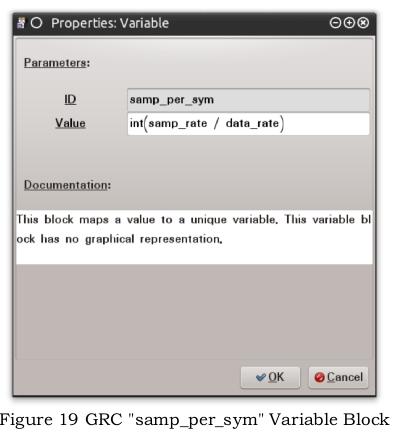 Properties: Variable
Parameters:
ID samp_per_sym
Value int(samp_rate / data_rate)
Documentation:
This block maps a value to a unique variable. This variable bl
ock has no graphical representation.
OK Cancel
Figure 19 GRC "samp_per_sym" Variable Block